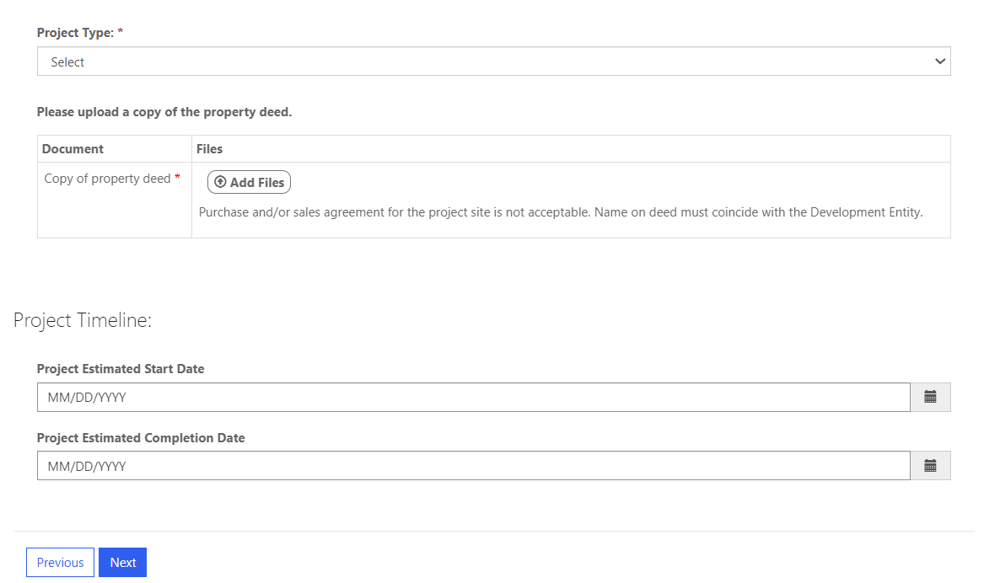 Project Type: *
Select
Please upload a copy of the property deed.
Document Files
Copy of property deed * Add Files
Purchase and/or sales agreement for the project site is not acceptable. Name on deed must coincide with the Development Entity.
Project Timeline:
Project Estimated Start Date
MM/DD/YYYY
Project Estimated Completion Date
MM/DD/YYYY
Previous Next